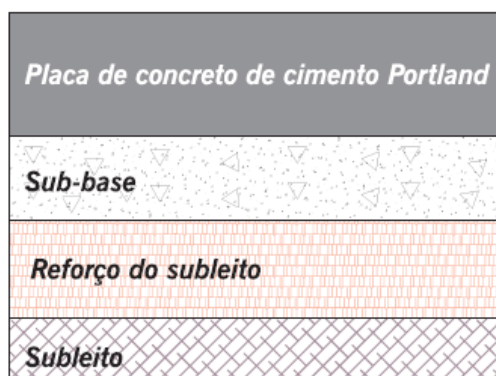 Placa de concreto de cimento Portland
Sub-base
Reforço do subleito
Subleito